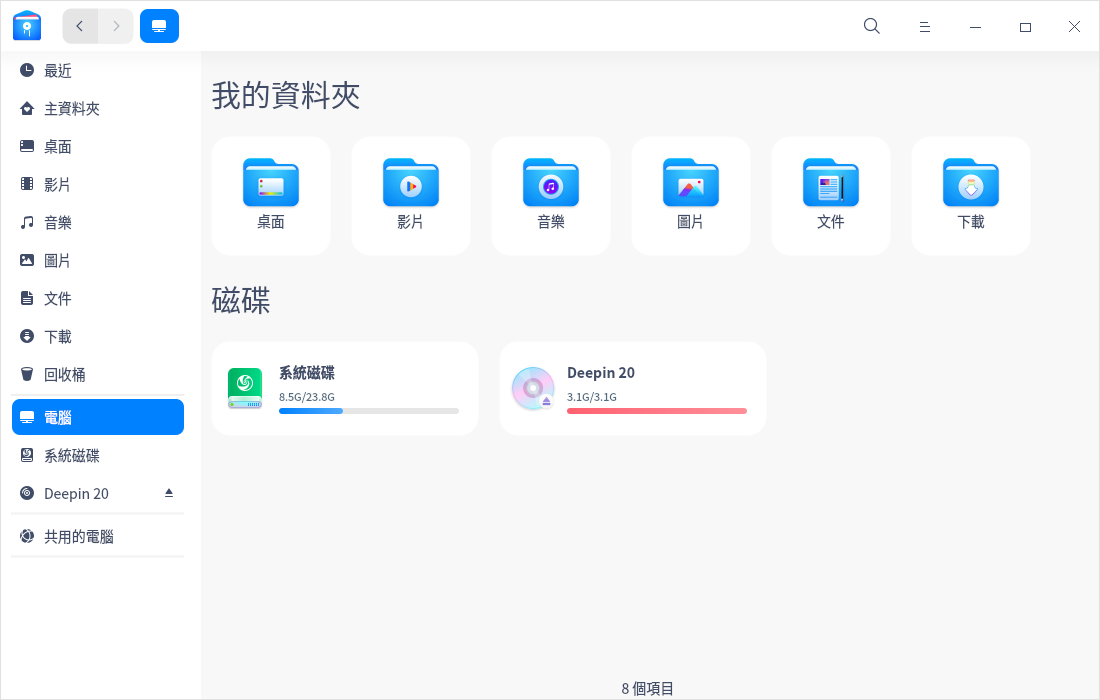 最近
主資料夾
桌面
影片
音樂
圖片
文件
下載
回收桶
電腦
系統磁碟
Deepin 20
共用的電腦
我的資料夾
桌面
影片
音樂
圖片
文件
下載
磁碟
系統磁碟
8.5G/23.8G
Deepin 20
3.1G/3.1G
8 個項目